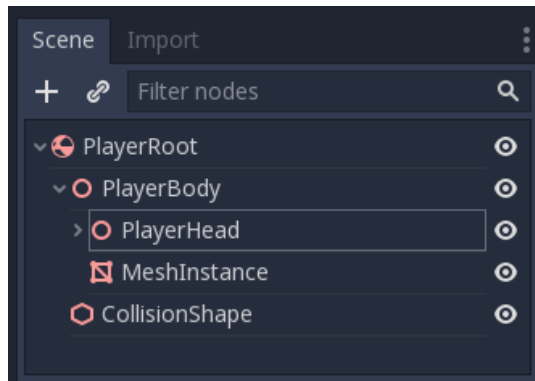 Scene Import
Filter nodes
PlayerRoot
PlayerBody
PlayerHead
MeshInstance
CollisionShape